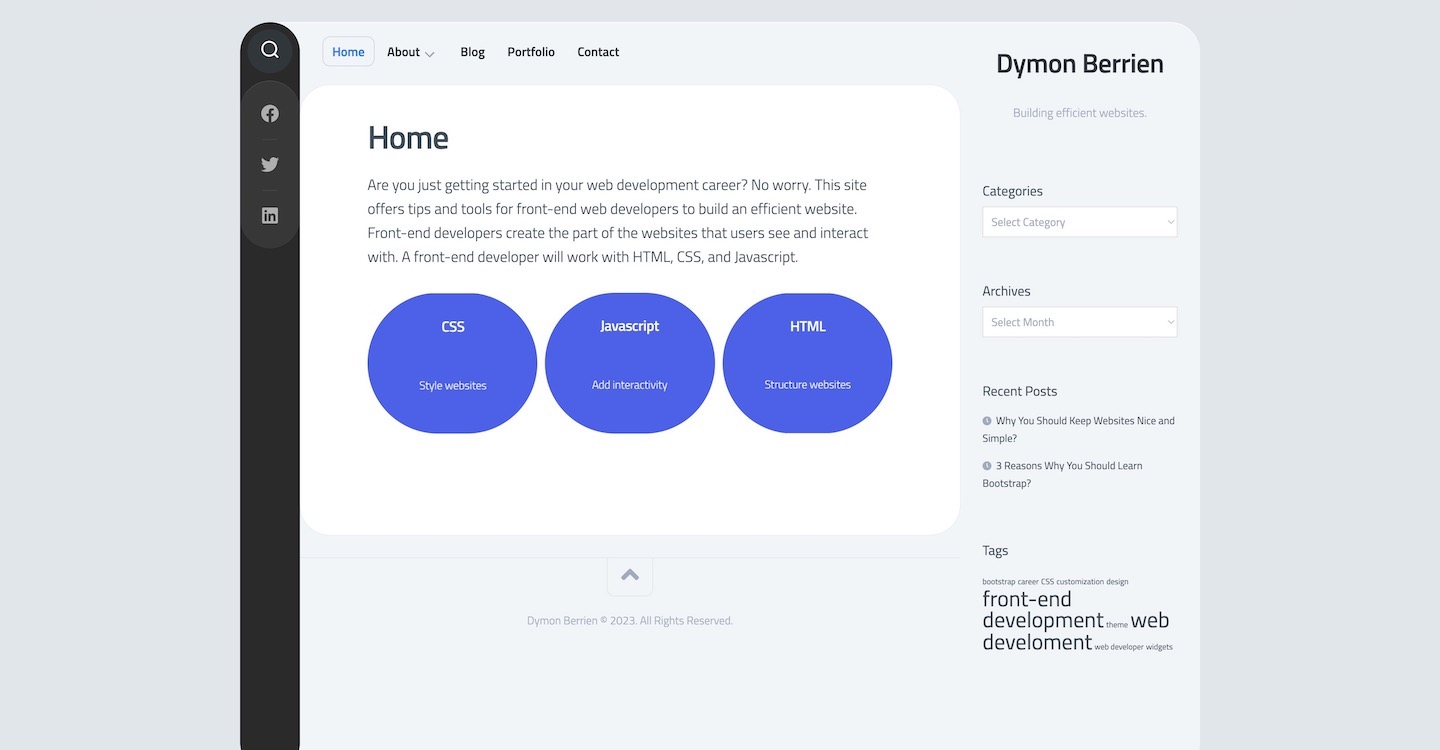 Home
About
Blog
Portfolio
Contact
Home
Are you just getting started in your web development career? No worry. This site
offers tips and tools for front-end web developers to build an efficient website.
Front-end developers create the part of the websites that users see and interact
with. A front-end developer will work with HTML, CSS, and Javascript.
CSS
Style websites
Javascript
Add interactivity
HTML
Structure websites
Dymon Berrien © 2023. All Rights Reserved.
Dymon Berrien
Building efficient websites.
Categories
Select Category
Archives
Select Month
Recent Posts
Why You Should Keep Websites Nice and
Simple?
3 Reasons Why You Should Learn
Bootstrap?
Tags
bootstrap career CSS customization design
front-end
development theme web
develoment web developer widgets